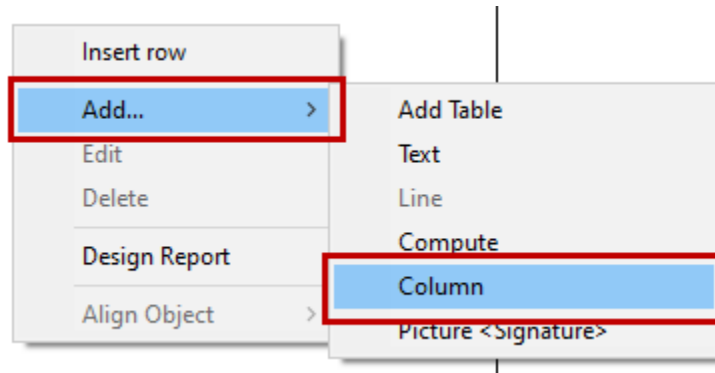 Insert row
Add...
Edit
Delete
Design Report
Align Object
Add Table
Text
Line
Compute
Column
Picture <Signature>